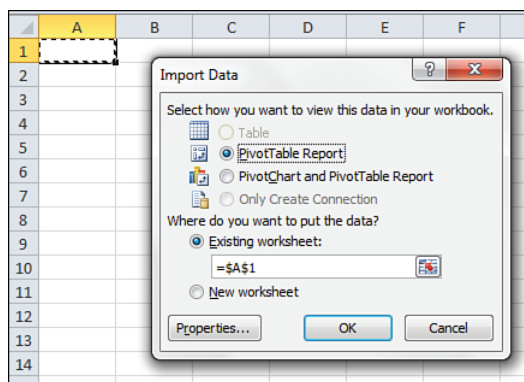 A B C D E F
1
2
3
4
5
6
7
8
9
10
11
12
13
14
Import Data
?
Select how you want to view this data in your workbook.
Table
PivotTable Report
PivotChart and PivotTable Report
Only Create Connection
Where do you want to put the data?
Existing worksheet:
=$A$1
New worksheet
Properties... OK Cancel